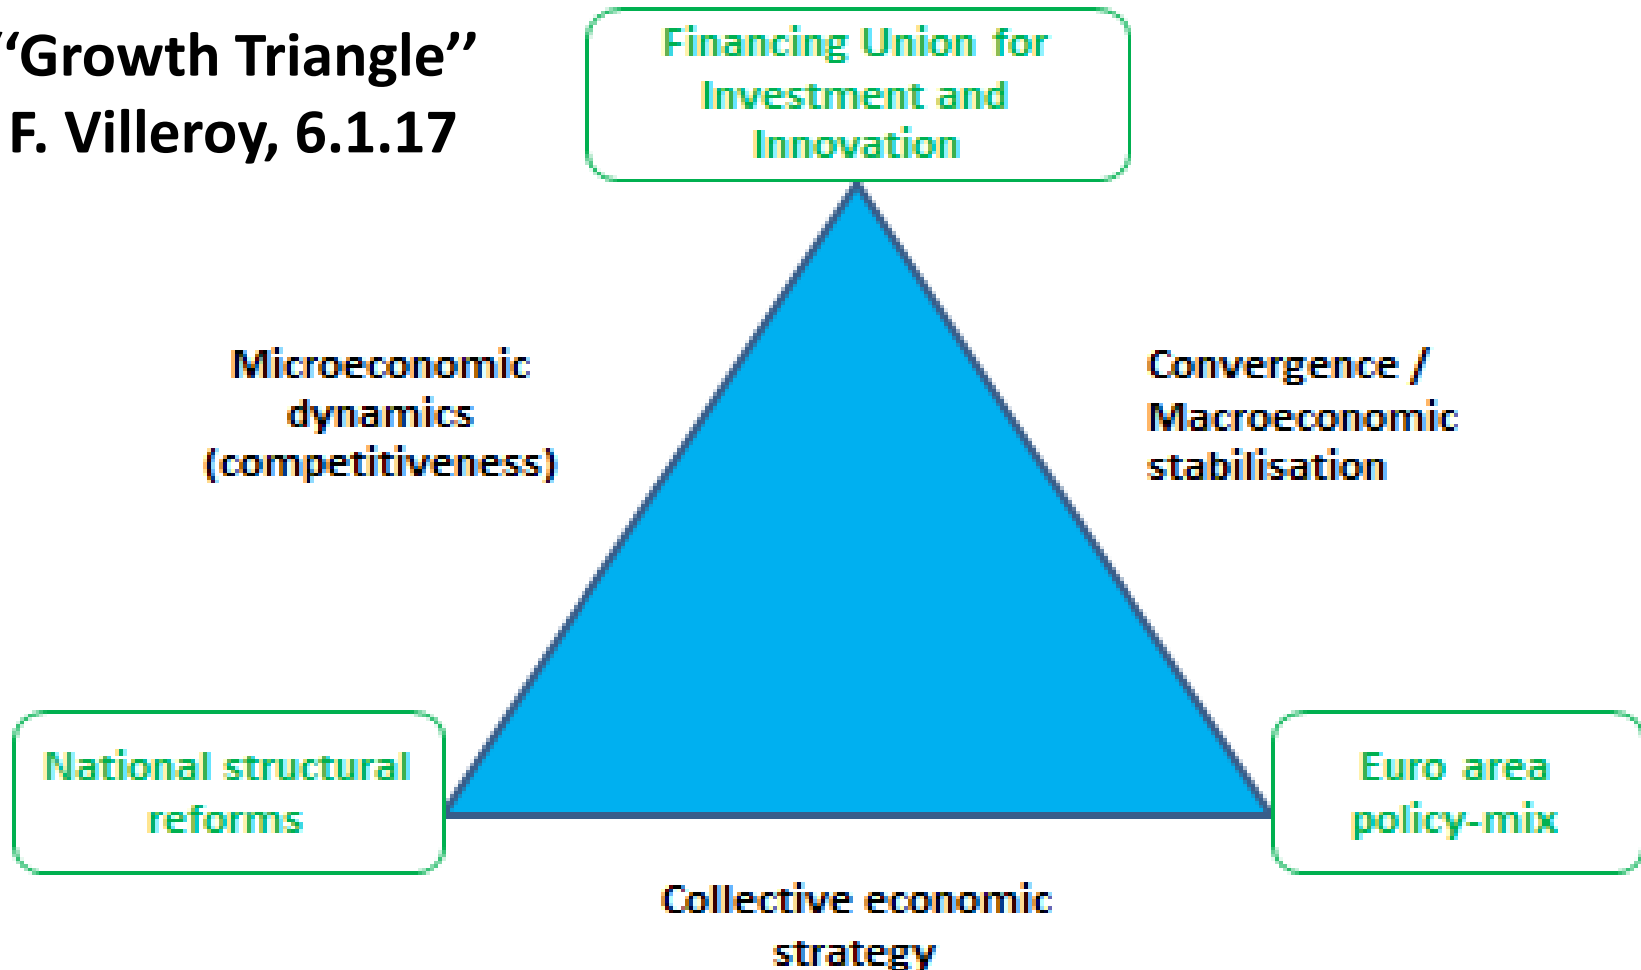 “Growth Triangle”
F. Villeroy, 6.1.17
Financing Union for
Investment and
Innovation
Microeconomic
dynamics
(competitiveness)
Convergence /
Macroeconomic
stabilisation
National structural
reforms
Euro area
policy-mix
Collective economic
strategy